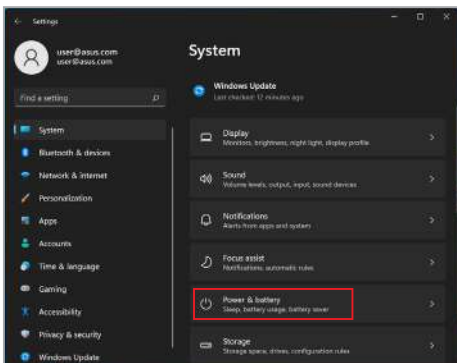 Settings
user@asus.com
user@asus.com
Find a setting
System
Bluetooth & devices
Network & internet
Personalization
Apps
Accounts
Time & language
Gaming
Accessibility
Privacy & security
Windows Update
System
Windows Update
Last checked: 12 minutes ago
Display
Monitors, brightness, night light, display profile
Sound
Volume levels, output, input, sound devices
Notifications
Alerts from apps and system
Focus assist
Notifications, automatic rules
Power & battery
Sleep, battery usage, battery saver
Storage
Storage space, drives, configuration rules